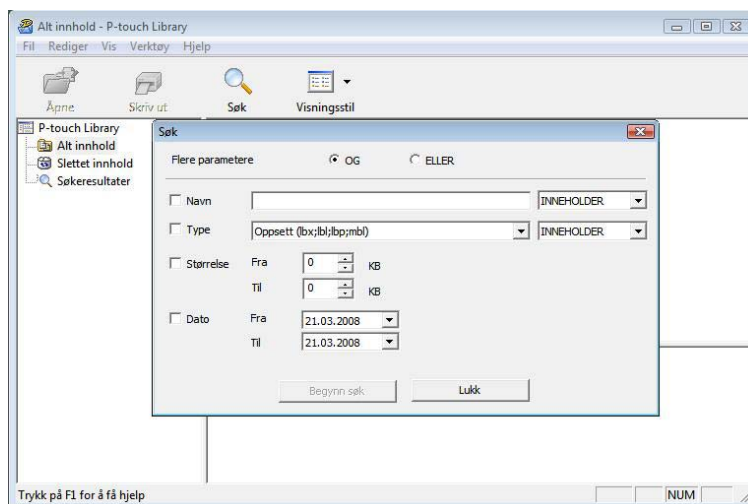 Alt innhold - P-touch Library
Fil Rediger Vis Verktøy Hjelp
Åpne Skriv ut Søk Visningsstil
P-touch Library
Alt innhold
Slettet innhold
Søkeresultater
Søk
Flere parametere OG ELLER
Navn INNEHOLDER
Type Oppsett (lbx;lbl;lbp;mbl) INNEHOLDER
Størrelse Fra 0 KB
Til 0 KB
Dato Fra 21.03.2008
Til 21.03.2008
Begynn søk Lukk
Trykk på F1 for å få hjelp NUM